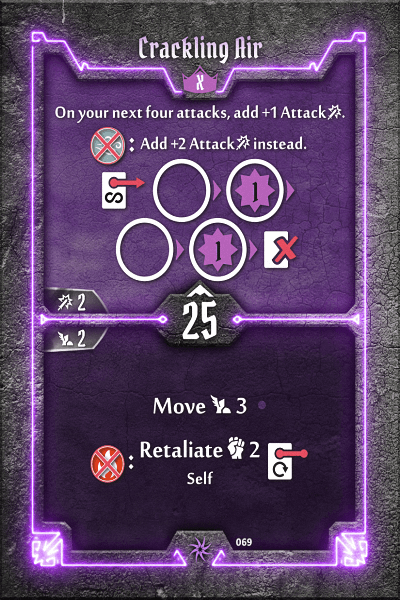 Crackling Air
X
On your next four attacks, add +1 Attack.
: Add +2 Attack instead.
1
1
2
25
2
Move 3
: Retaliate 2
Self
069